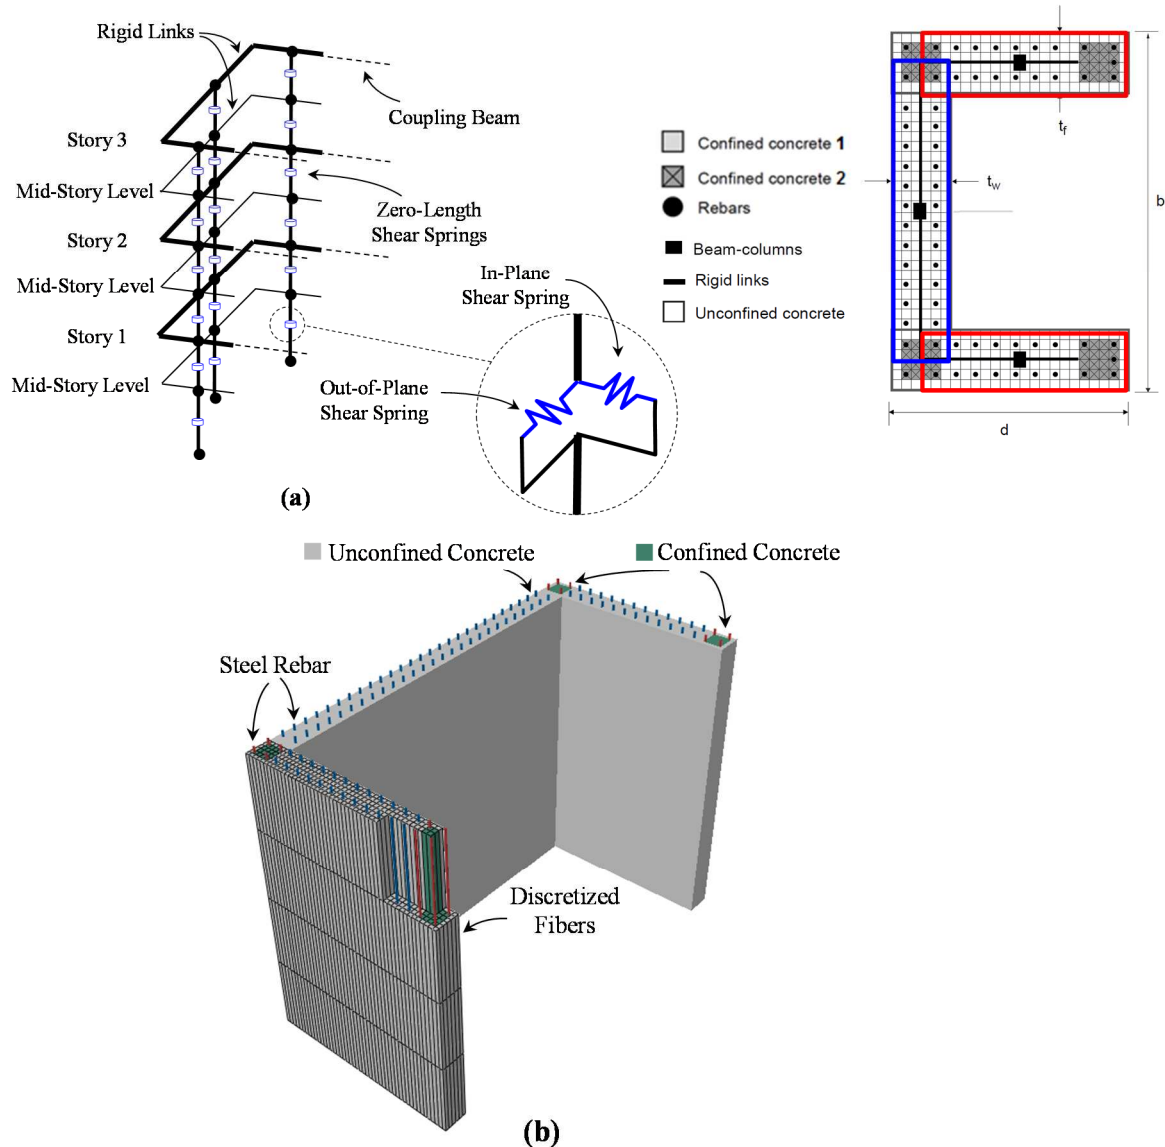 Rigid Links
Coupling Beam
Story 3
Mid-Story Level
Zero-Length
Shear Springs
Story 2
Mid-Story Level
In-Plane
Shear Spring
Story 1
Mid-Story Level
Out-of-Plane
Shear Spring
(a)
Confined concrete 1
Confined concrete 2
Rebars
Beam-columns
Rigid links
Unconfined concrete
tf
tw
b
d
Unconfined Concrete
Confined Concrete
Steel Rebar
Discretized
Fibers
(b)